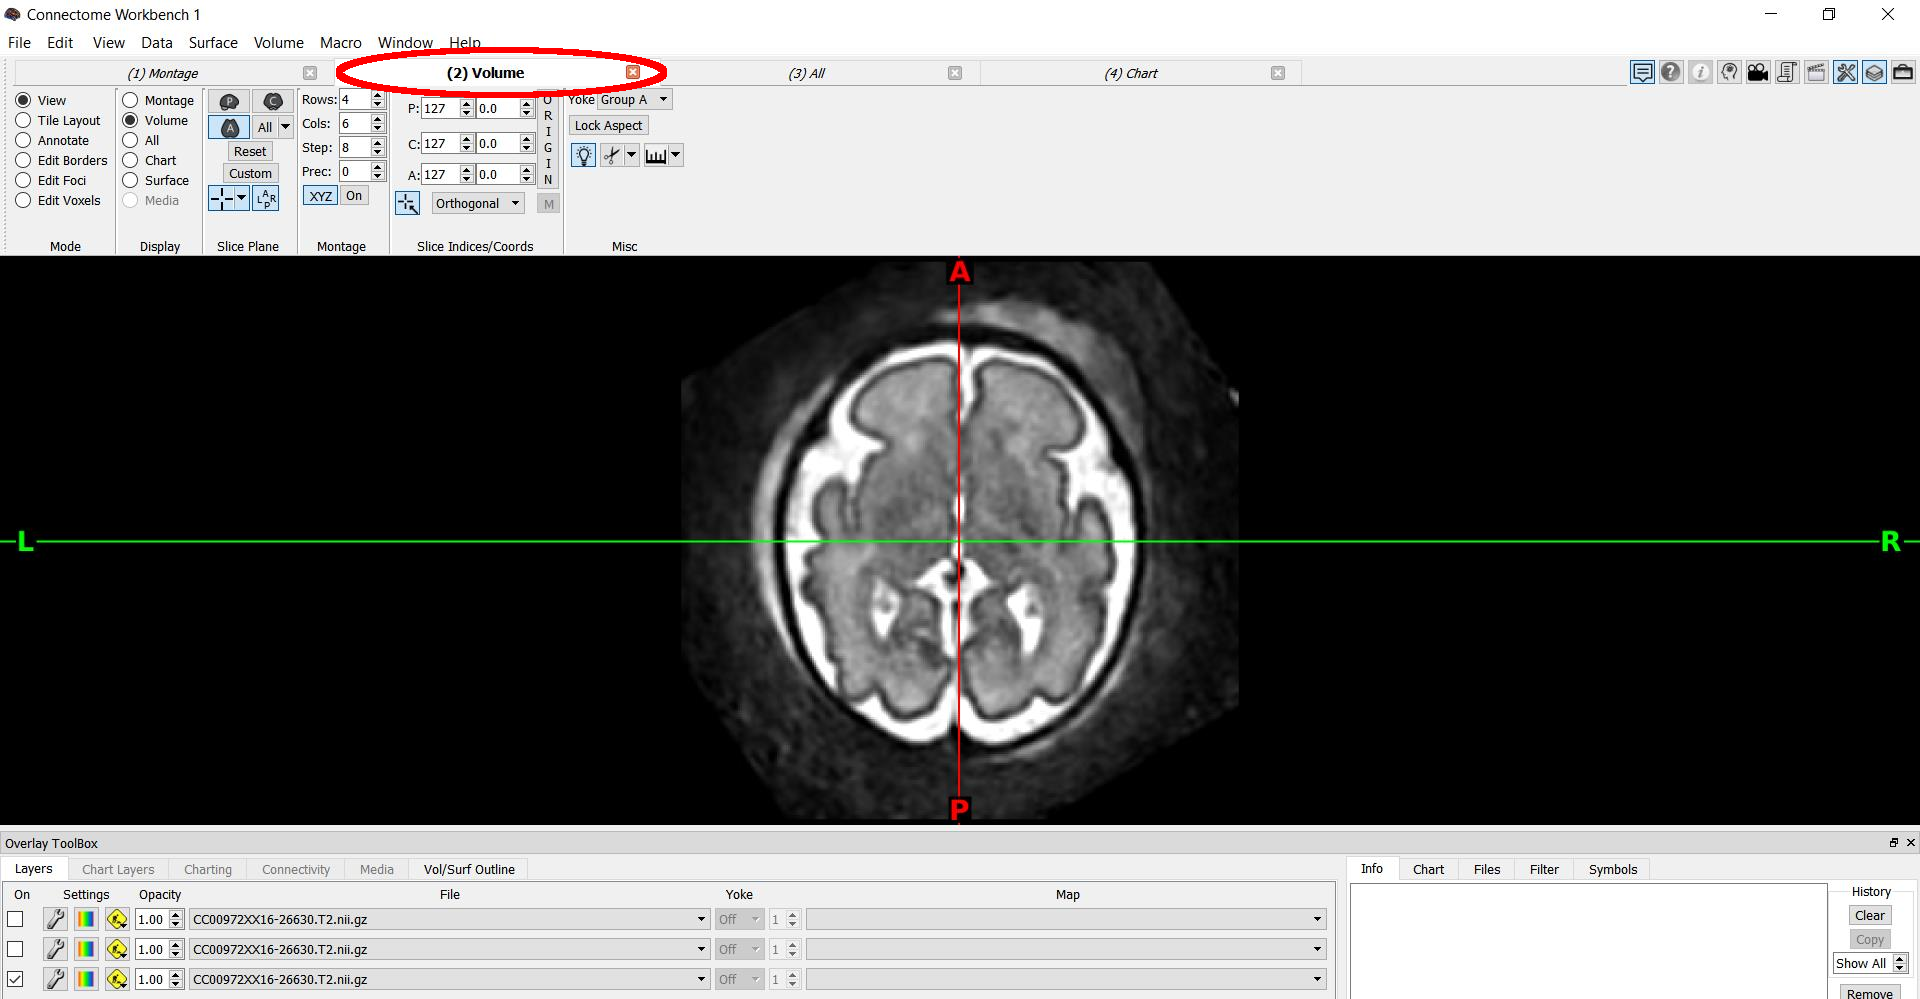 Connectome Workbench 1
File Edit View Data Surface Volume Macro Window Help
(1) Montage (2) Volume (3) All (4) Chart
View Montage P C Rows: 4 P: 127 0.0 ORIGIN Yoke Group A
Tile Layout Volume A All Cols: 6 Lock Aspect
Annotate All Reset Step: 8 C: 127 0.0
Edit Borders Chart Custom Prec: 0 A: 127 0.0
Edit Foci Surface L A R P XYZ On Orthogonal M
Edit Voxels Media
Mode Display Slice Plane Montage Slice Indices/Coords Misc
A
L R
P
Overlay ToolBox
Layers Chart Layers Charting Connectivity Media Vol/Surf Outline Info Chart Files Filter Symbols
On Settings Opacity File Yoke Map History
1.00 CC00972XX16-26630.T2.nii.gz Off 1 Clear
1.00 CC00972XX16-26630.T2.nii.gz Off 1 Copy
1.00 CC00972XX16-26630.T2.nii.gz Off 1 Show All
Remove